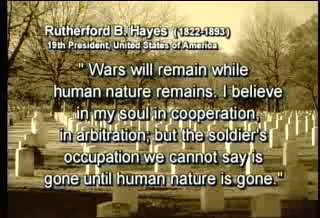 Rutherford B. Hayes (1822-1893)
19th President, United States of America
" Wars will remain while
human nature remains. I believe
in my soul in cooperation,
in arbitration; but the soldier's
occupation we cannot say is
gone until human nature is gone."